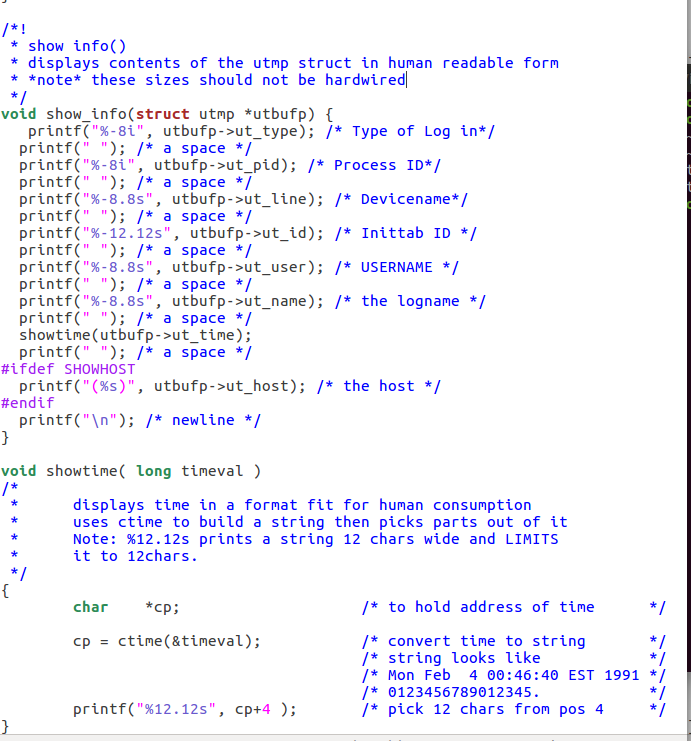 /*!
 * show info()
 * displays contents of the utmp struct in human readable form
 * *note* these sizes should not be hardwired
 */
void show_info(struct utmp *utbufp) {
   printf("%-8i", utbufp->ut_type); /* Type of Log in*/
  printf(" "); /* a space */
  printf("%-8i", utbufp->ut_pid); /* Process ID*/
  printf(" "); /* a space */
  printf("%-8.8s", utbufp->ut_line); /* Devicename*/
  printf(" "); /* a space */
  printf("%-12.12s", utbufp->ut_id); /* Inittab ID */
  printf(" "); /* a space */
  printf("%-8.8s", utbufp->ut_user); /* USERNAME */
  printf(" "); /* a space */
  printf("%-8.8s", utbufp->ut_name); /* the logname */
  printf(" "); /* a space */
  showtime(utbufp->ut_time);
  printf(" "); /* a space */
#ifdef SHOWHOST
  printf("(%s)", utbufp->ut_host); /* the host */
#endif
  printf("\n"); /* newline */
}

void showtime( long timeval )
/*
 *      displays time in a format fit for human consumption
 *      uses ctime to build a string then picks parts out of it
 *      Note: %12.12s prints a string 12 chars wide and LIMITS
 *      it to 12chars.
 */
{
        char    *cp;                    /* to hold address of time      */

        cp = ctime(&timeval);           /* convert time to string       */
                                        /* string looks like            */
                                        /* Mon Feb  4 00:46:40 EST 1991 */
                                        /* 0123456789012345.            */
        printf("%12.12s", cp+4 );       /* pick 12 chars from pos 4     */
}